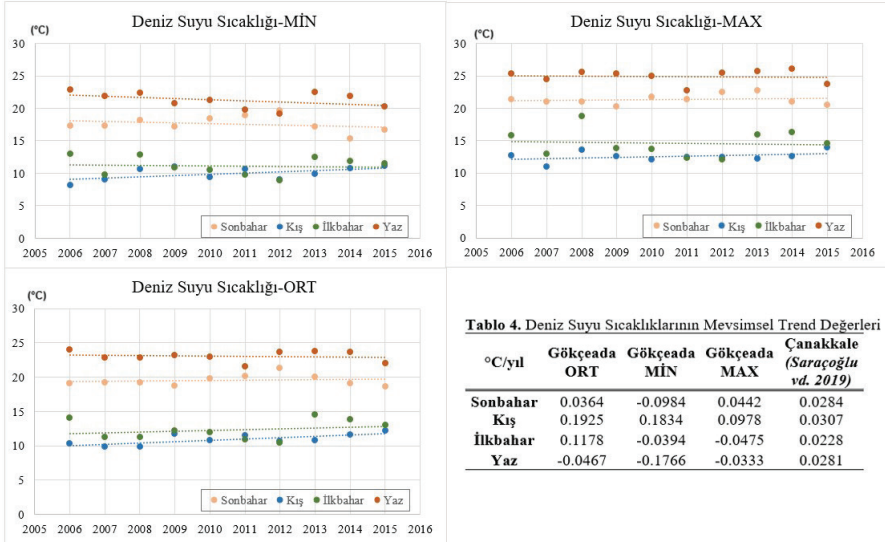 Deniz Suyu Sıcaklığı-MİN
(°C)
30
25
20
15
10
5
0
2005 2006 2007 2008 2009 2010 2011 2012 2013 2014 2015 2016
Sonbahar Kış İlkbahar Yaz
Deniz Suyu Sıcaklığı-MAX
(°C)
30
25
20
15
10
5
0
2005 2006 2007 2008 2009 2010 2011 2012 2013 2014 2015 2016
Sonbahar Kış İlkbahar Yaz
Deniz Suyu Sıcaklığı-ORT
(°C)
30
25
20
15
10
5
0
2005 2006 2007 2008 2009 2010 2011 2012 2013 2014 2015 2016
Sonbahar Kış İlkbahar Yaz
Tablo 4. Deniz Suyu Sıcaklıklarının Mevsimsel Trend Değerleri
°C/yıl Gökçeada ORT Gökçeada MİN Gökçeada MAX Çanakkale (Saraçoğlu vd. 2019)
Sonbahar 0.0364 -0.0984 0.0442 0.0284
Kış 0.1925 0.1834 0.0978 0.0307
İlkbahar 0.1178 -0.0394 -0.0475 0.0228
Yaz -0.0467 -0.1766 -0.0333 0.0281